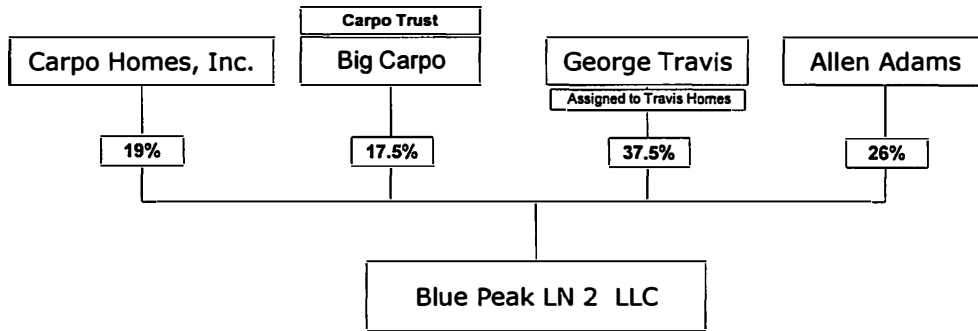 Carpo Trust
Carpo Homes, Inc.
Big Carpo
George Travis
Allen Adams
Assigned to Travis Homes
19%
17.5%
37.5%
26%
Blue Peak LN 2 LLC